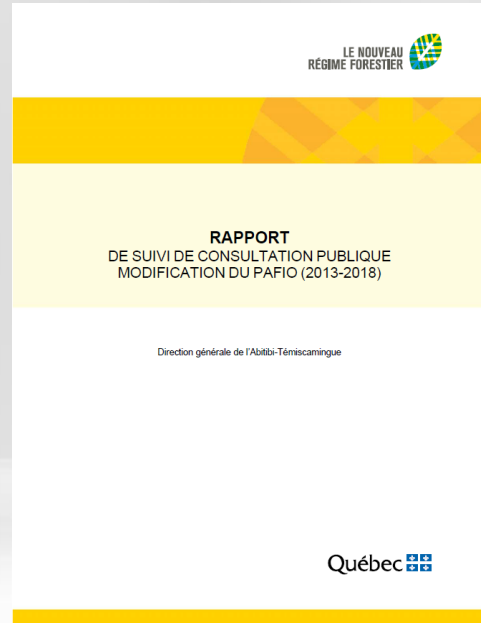 LE NOUVEAU
RÉGIME FORESTIER
RAPPORT
DE SUIVI DE CONSULTATION PUBLIQUE
MODIFICATION DU PAFIO (2013-2018)
Direction générale de l'Abitibi-Témiscamingue
Québec